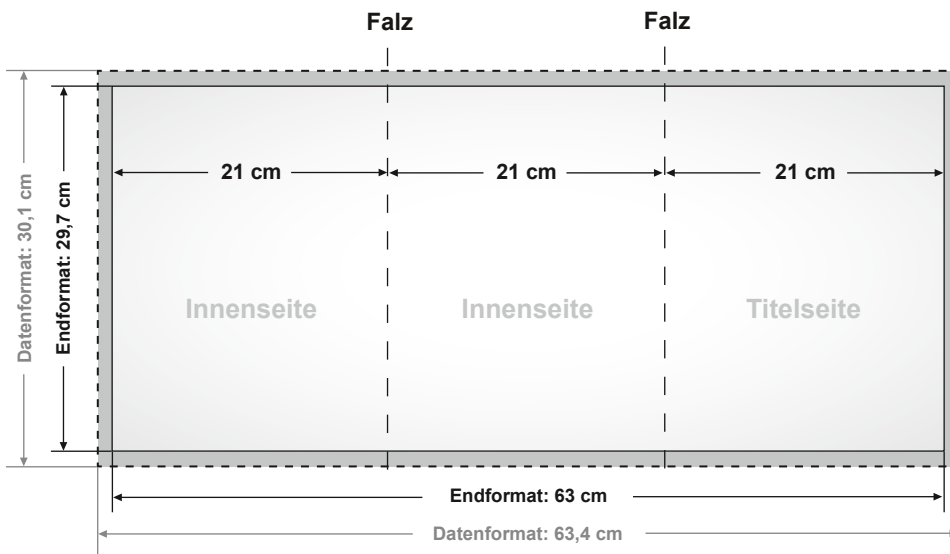 Falz
Falz
21 cm
21 cm
21 cm
Datenformat: 30,1 cm
Endformat: 29,7 cm
Innenseite
Innenseite
Titelseite
Endformat: 63 cm
Datenformat: 63,4 cm